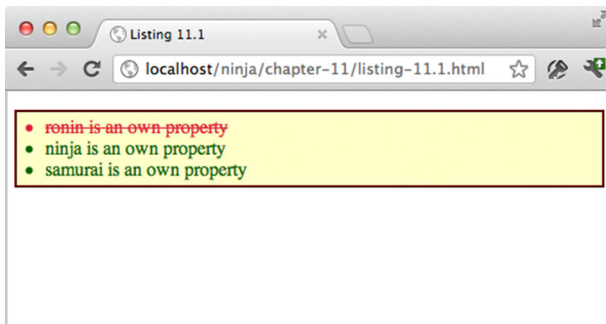 Listing 11.1
localhost/ninja/chapter-11/listing-11.1.html
ronin is an own property
ninja is an own property
samurai is an own property